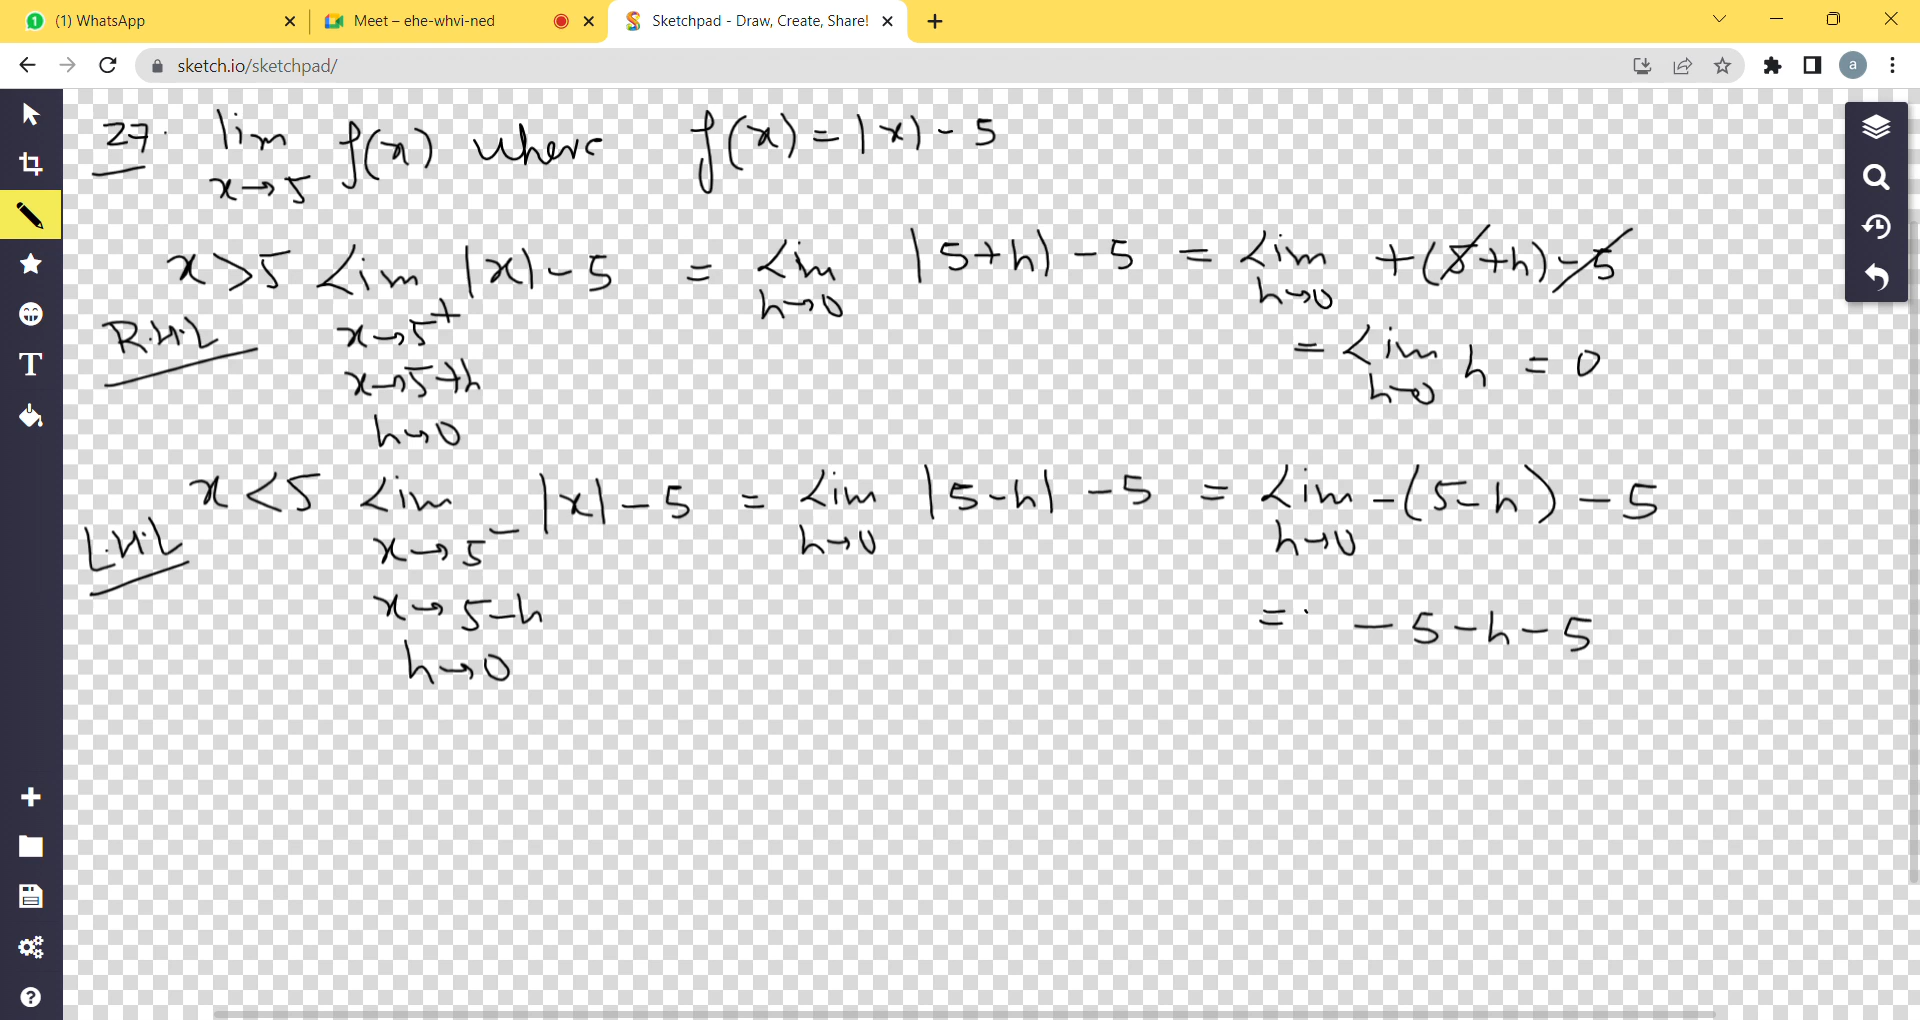 (1) WhatsApp Meet – ehe-whvi-ned Sketchpad - Draw, Create, Share!
sketch.io/sketchpad/ a
27. lim f(x) where f(x) = |x| - 5
x→5
x>5 Lim |x| - 5 = Lim |5+h| - 5 = Lim +(5+h) - 5
x→5⁺ h→0 h→0
R.H.L
x→5+h = Lim h = 0
h→0 h→0
x<5 Lim |x| - 5 = Lim |5-h| - 5 = Lim -(5-h) - 5
L.H.L x→5⁻ h→0 h→0
x→5-h = - 5 - h - 5
h→0